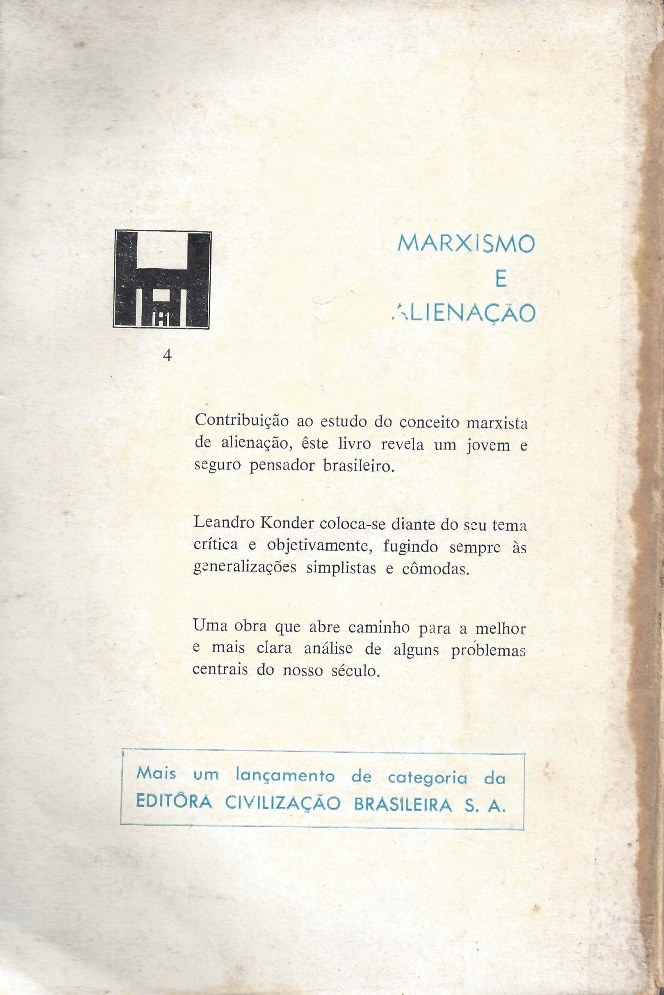 MARXISMO
E
ALIENAÇÃO
4
Contribuição ao estudo do conceito marxista
de alienação, êste livro revela um jovem e
seguro pensador brasileiro.
Leandro Konder coloca-se diante do seu tema
crítica e objetivamente, fugindo sempre às
generalizações simplistas e cômodas.
Uma obra que abre caminho para a melhor
e mais clara análise de alguns problemas
centrais do nosso século.
Mais um lançamento de categoria da
EDITÔRA CIVILIZAÇÃO BRASILEIRA S. A.